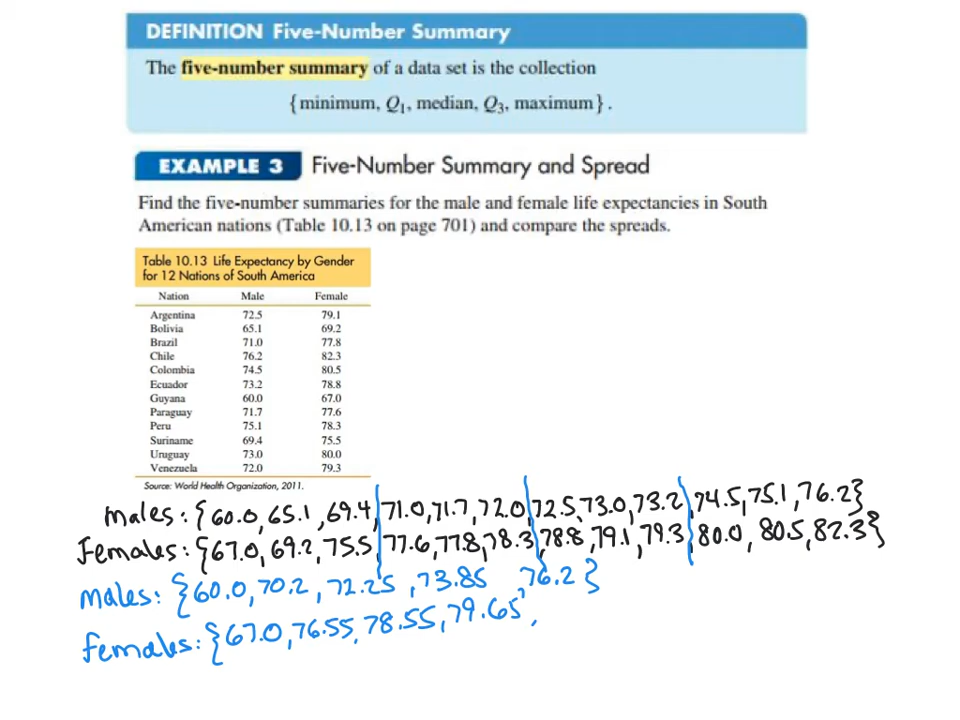 DEFINITION Five-Number Summary
The five-number summary of a data set is the collection
{minimum, Q₁, median, Q₃, maximum}.
EXAMPLE 3 Five-Number Summary and Spread
Find the five-number summaries for the male and female life expectancies in South
American nations (Table 10.13 on page 701) and compare the spreads.
Table 10.13 Life Expectancy by Gender
for 12 Nations of South America
Nation Male Female
Argentina 72.5 79.1
Bolivia 65.1 69.2
Brazil 71.0 77.8
Chile 76.2 82.3
Colombia 74.5 80.5
Ecuador 73.2 78.8
Guyana 60.0 67.0
Paraguay 71.7 77.6
Peru 75.1 78.3
Suriname 69.4 75.5
Uruguay 73.0 80.0
Venezuela 72.0 79.3
Source: World Health Organization, 2011.
males: {60.0, 65.1, 69.4, 71.0, 71.7, 72.0, 72.5, 73.0, 73.2, 74.5, 75.1, 76.2}
Females: {67.0, 69.2, 75.5, 77.6, 77.8, 78.3, 78.8, 79.1, 79.3, 80.0, 80.5, 82.3}
males: {60.0, 70.2, 72.25, 73.85, 76.2}
females: {67.0, 76.55, 78.55, 79.65,